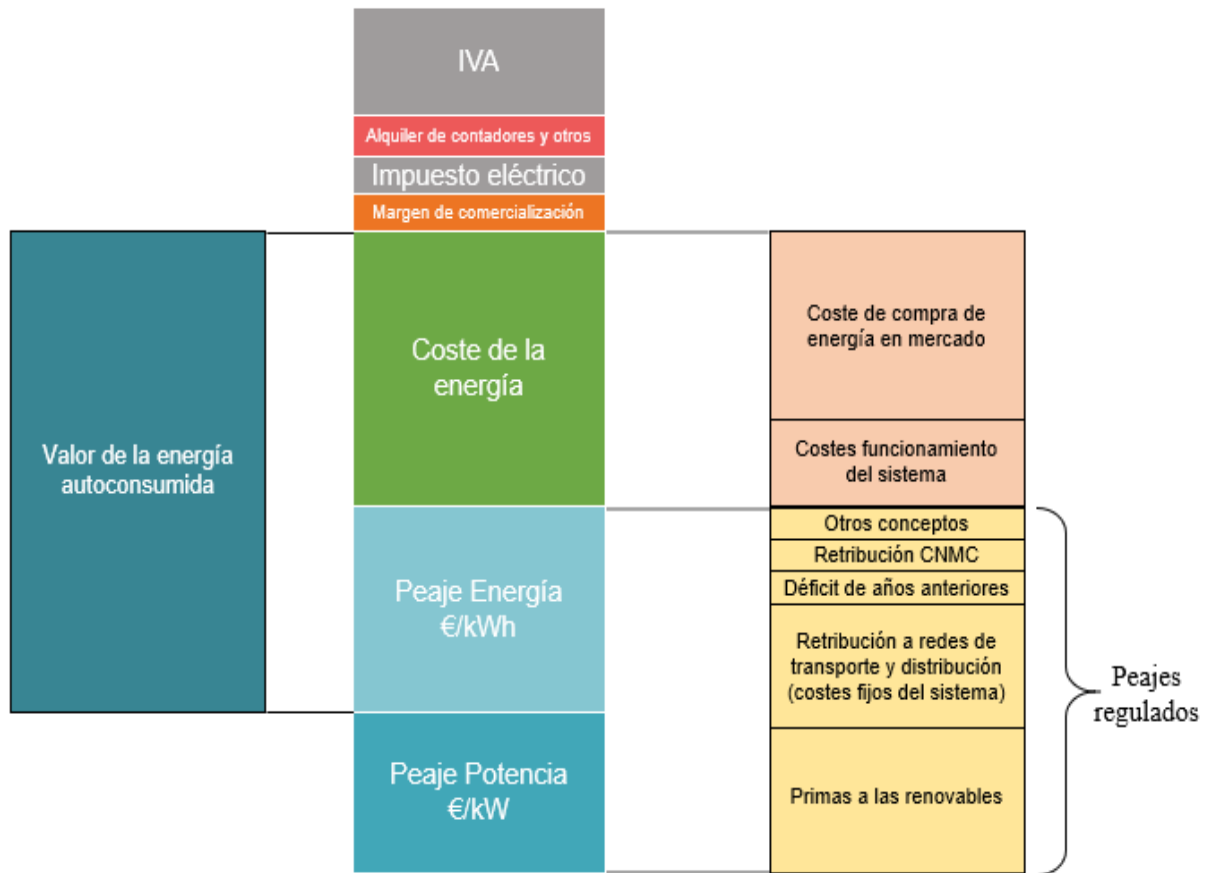 IVA
Alquiler de contadores y otros
Impuesto eléctrico
Margen de comercialización
Valor de la energía
autoconsumida
Coste de la
energía
Peaje Energía
€/kWh
Peaje Potencia
€/kW
Coste de compra de
energía en mercado
Costes funcionamiento
del sistema
Otros conceptos
Retribución CNMC
Déficit de años anteriores
Retribución a redes de
transporte y distribución
(costes fijos del sistema)
Primas a las renovables
Peajes
regulados